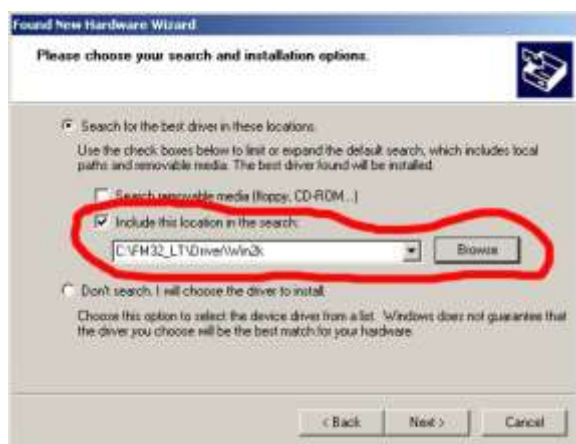 Found New Hardware Wizard
Please choose your search and installation options.
Search for the best driver in these locations.
Use the check boxes below to limit or expand the default search, which includes local
paths and removable media. The best driver found will be installed.
Search removable media (floppy, CD-ROM...)
Include this location in the search:
C:\FM32_LT\Driver\Win2k
Browse
Don't search. I will choose the driver to install.
Choose this option to select the device driver from a list. Windows does not guarantee that
the driver you choose will be the best match for your hardware.
< Back Next > Cancel